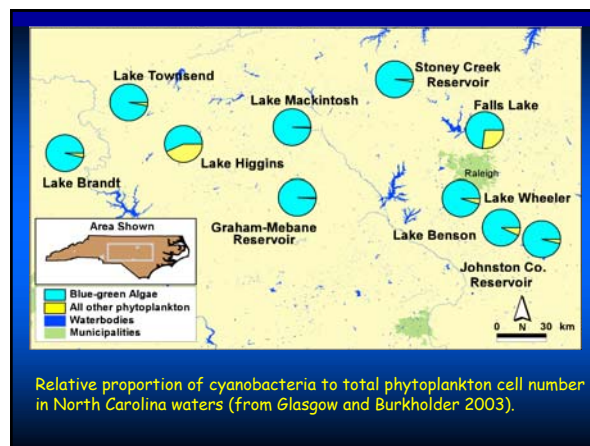 Lake Townsend
Stoney Creek
Reservoir
Lake Mackintosh
Falls Lake
Lake Higgins
Raleigh
Lake Brandt
Lake Wheeler
Graham-Mebane
Reservoir
Lake Benson
Johnston Co.
Reservoir
Area Shown
Blue-green Algae
All other phytoplankton
Waterbodies
Municipalities
0 N 30 km
Relative proportion of cyanobacteria to total phytoplankton cell number
in North Carolina waters (from Glasgow and Burkholder 2003).